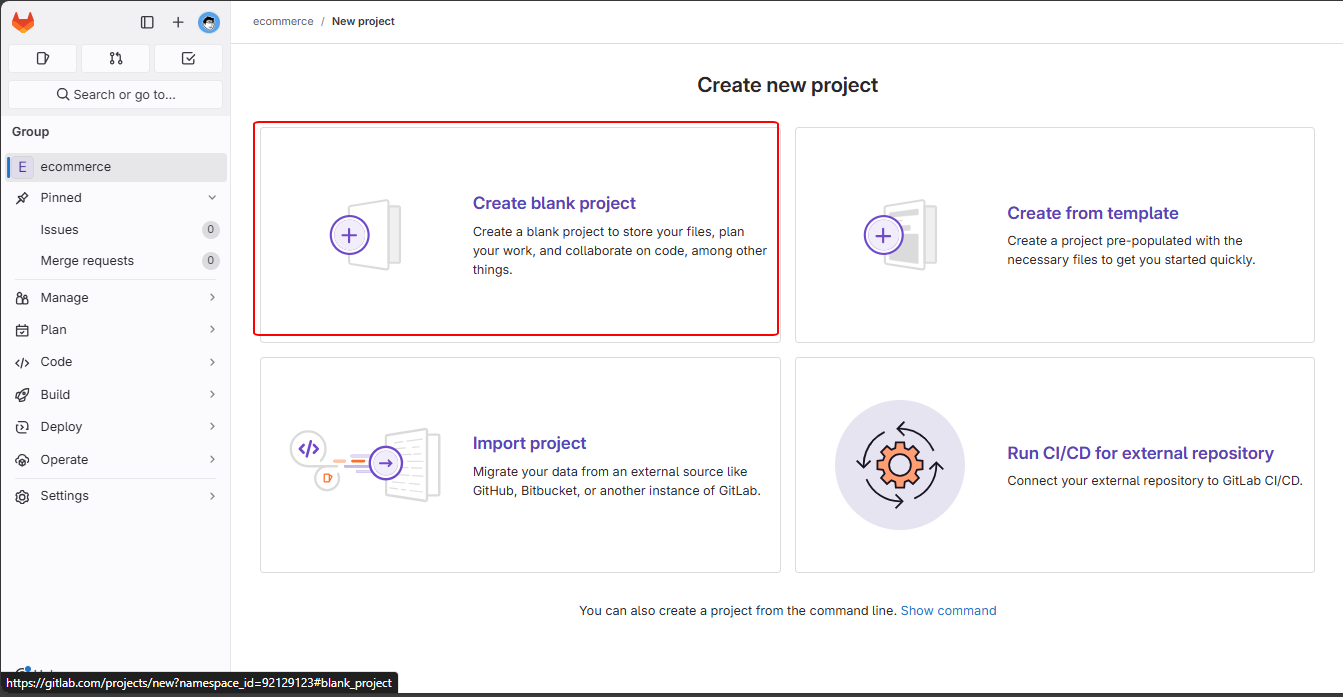 ecommerce / New project
Search or go to...
Group
E ecommerce
Pinned
Issues 0
Merge requests 0
Manage
Plan
Code
Build
Deploy
Operate
Settings
Create new project
Create blank project
Create a blank project to store your files, plan
your work, and collaborate on code, among other
things.
Create from template
Create a project pre-populated with the
necessary files to get you started quickly.
Import project
Migrate your data from an external source like
GitHub, Bitbucket, or another instance of GitLab.
Run CI/CD for external repository
Connect your external repository to GitLab CI/CD.
You can also create a project from the command line. Show command
https://gitlab.com/projects/new?namespace_id=92129123#blank_project